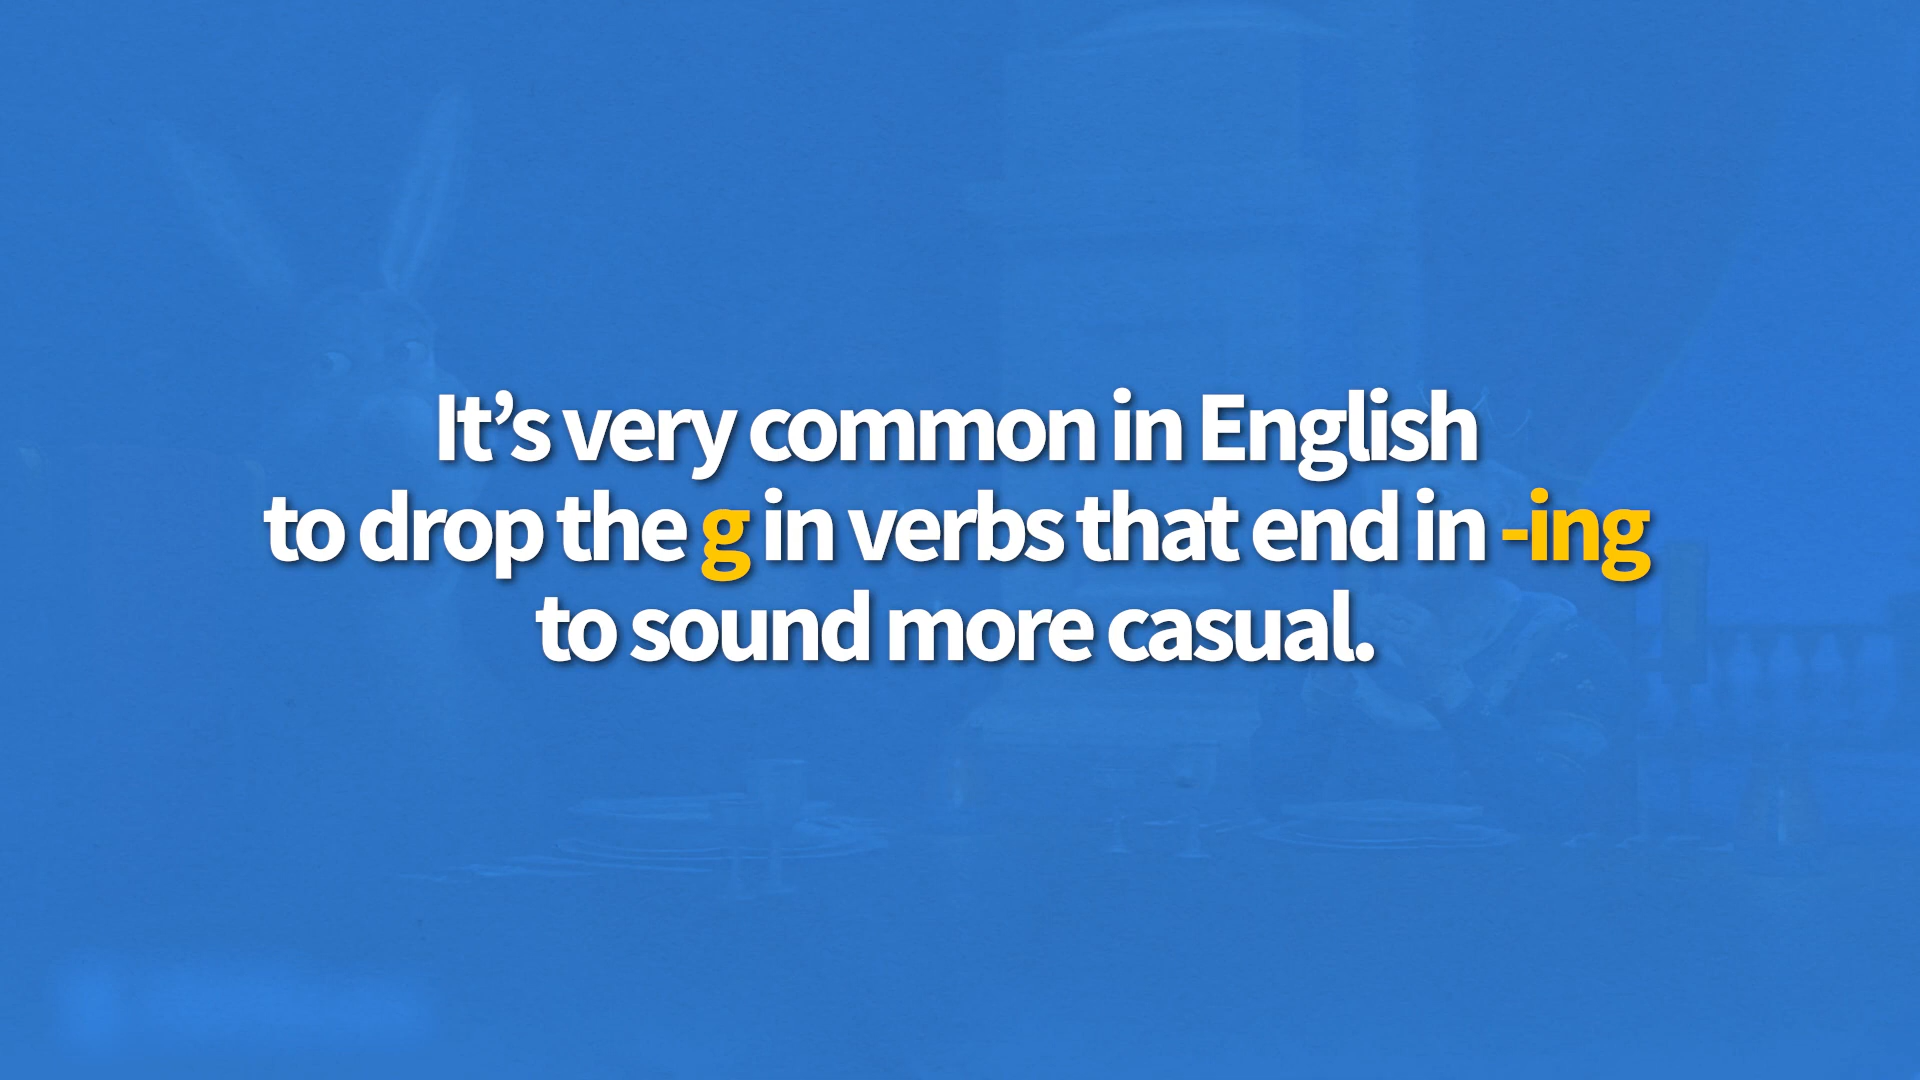 It’s very common in English
to drop the g in verbs that end in -ing
to sound more casual.